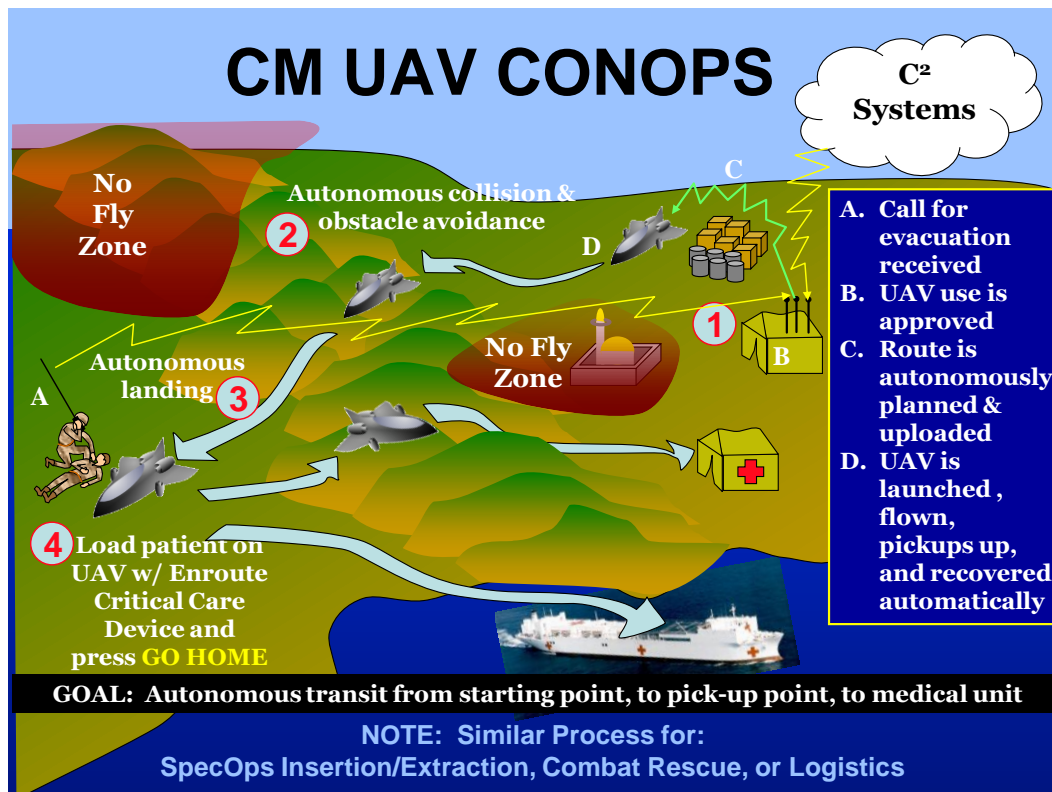 CM UAV CONOPS
C² 
Systems
No
Fly
Zone
Autonomous collision &
obstacle avoidance
2
C
D
1
B
No Fly
Zone
Autonomous
landing
3
A
4
Load patient on
UAV w/ Enroute
Critical Care
Device and
press GO HOME
A. Call for
evacuation
received
B. UAV use is
approved
C. Route is
autonomously
planned &
uploaded
D. UAV is
launched ,
flown,
pickups up,
and recovered
automatically
GOAL: Autonomous transit from starting point, to pick-up point, to medical unit
NOTE: Similar Process for:
SpecOps Insertion/Extraction, Combat Rescue, or Logistics